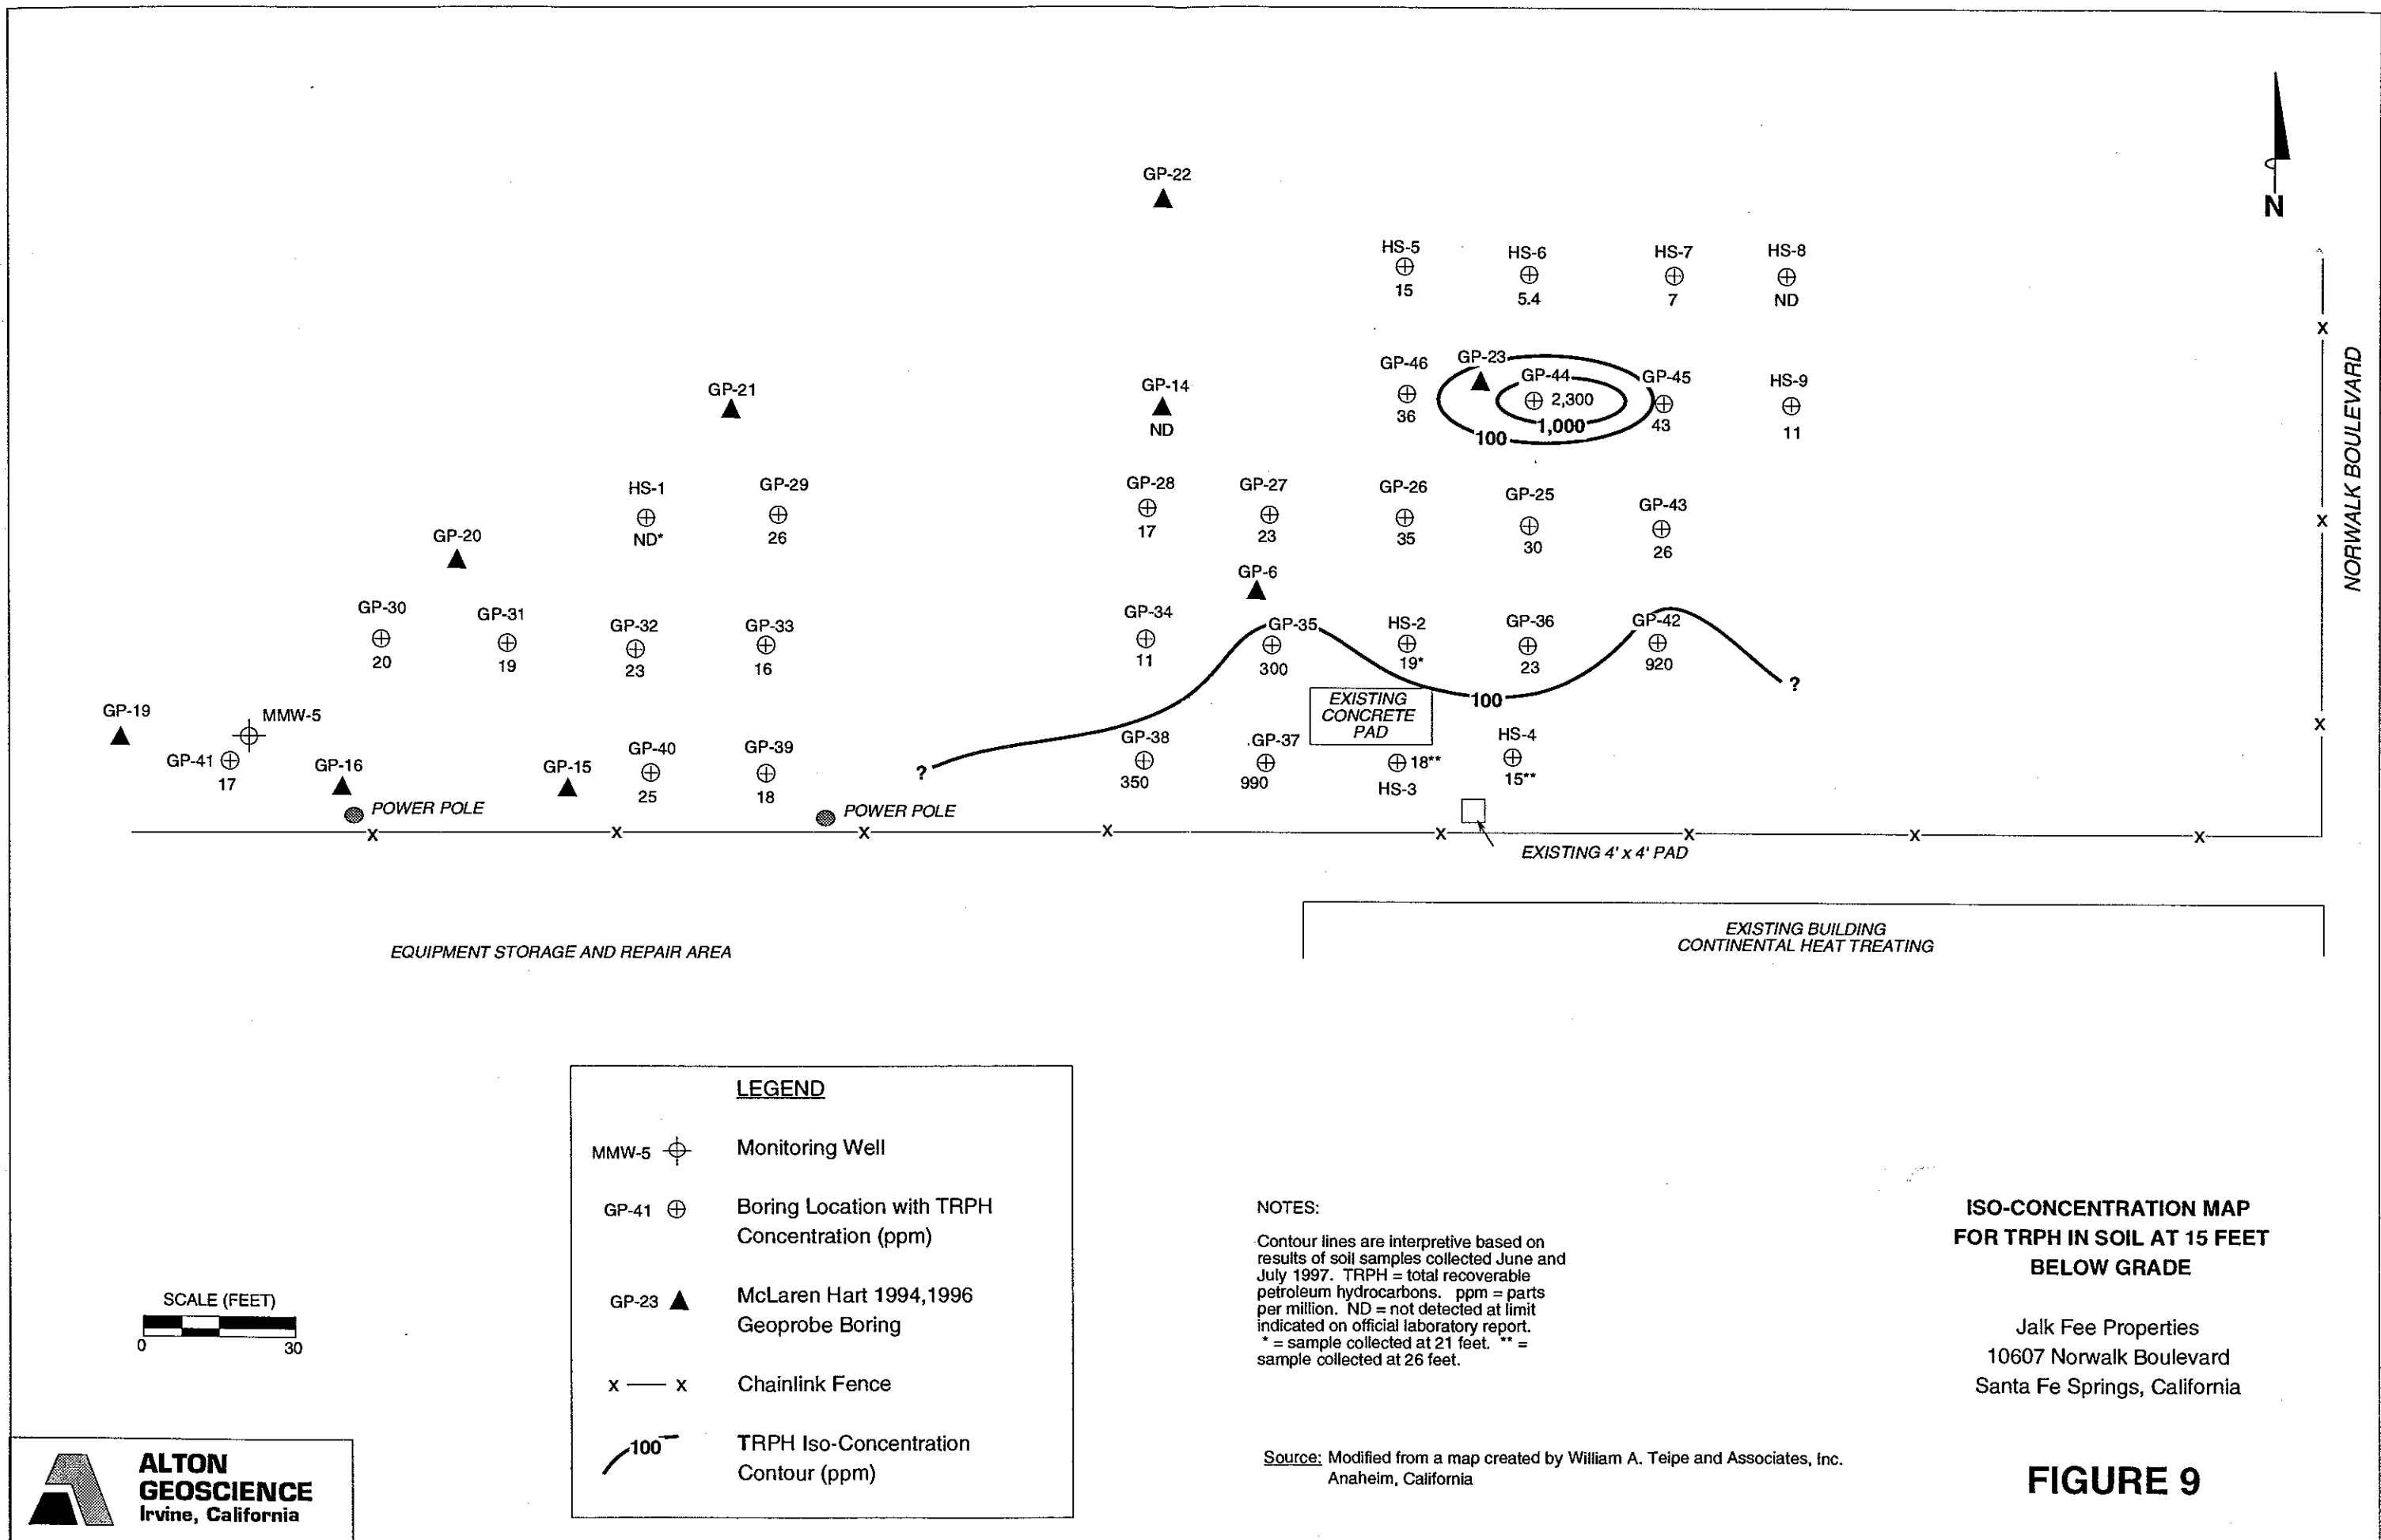 GP-22
N
HS-5
15
HS-6
5.4
HS-7
7
HS-8
ND
NORWALK BOULEVARD
GP-21
GP-14
ND
GP-46
36
GP-23
GP-44
2,300
1,000
100
GP-45
43
HS-9
11
HS-1
ND*
GP-29
26
GP-28
17
GP-27
23
GP-26
35
GP-25
30
GP-43
26
GP-20
GP-6
GP-30
20
GP-31
19
GP-32
23
GP-33
16
GP-34
11
GP-35
300
HS-2
19*
GP-36
23
GP-42
920
?
100
EXISTING
CONCRETE
PAD
GP-19
MMW-5
GP-41
17
GP-16
POWER POLE
GP-15
GP-40
25
GP-39
18
POWER POLE
?
GP-38
350
GP-37
990
18**
HS-3
HS-4
15**
X X X X X X X X
X
X
X
EXISTING 4' x 4' PAD
EQUIPMENT STORAGE AND REPAIR AREA
EXISTING BUILDING
CONTINENTAL HEAT TREATING
LEGEND
MMW-5 Monitoring Well
GP-41 Boring Location with TRPH
Concentration (ppm)
GP-23 McLaren Hart 1994,1996
Geoprobe Boring
X X Chainlink Fence
100 TRPH Iso-Concentration
Contour (ppm)
SCALE (FEET)
0 30
ALTON
GEOSCIENCE
Irvine, California
NOTES:
Contour lines are interpretive based on
results of soil samples collected June and
July 1997. TRPH = total recoverable
petroleum hydrocarbons. ppm = parts
per million. ND = not detected at limit
indicated on official laboratory report.
* = sample collected at 21 feet. ** =
sample collected at 26 feet.
Source: Modified from a map created by William A. Teipe and Associates, Inc.
Anaheim, California
ISO-CONCENTRATION MAP
FOR TRPH IN SOIL AT 15 FEET
BELOW GRADE
Jalk Fee Properties
10607 Norwalk Boulevard
Santa Fe Springs, California
FIGURE 9